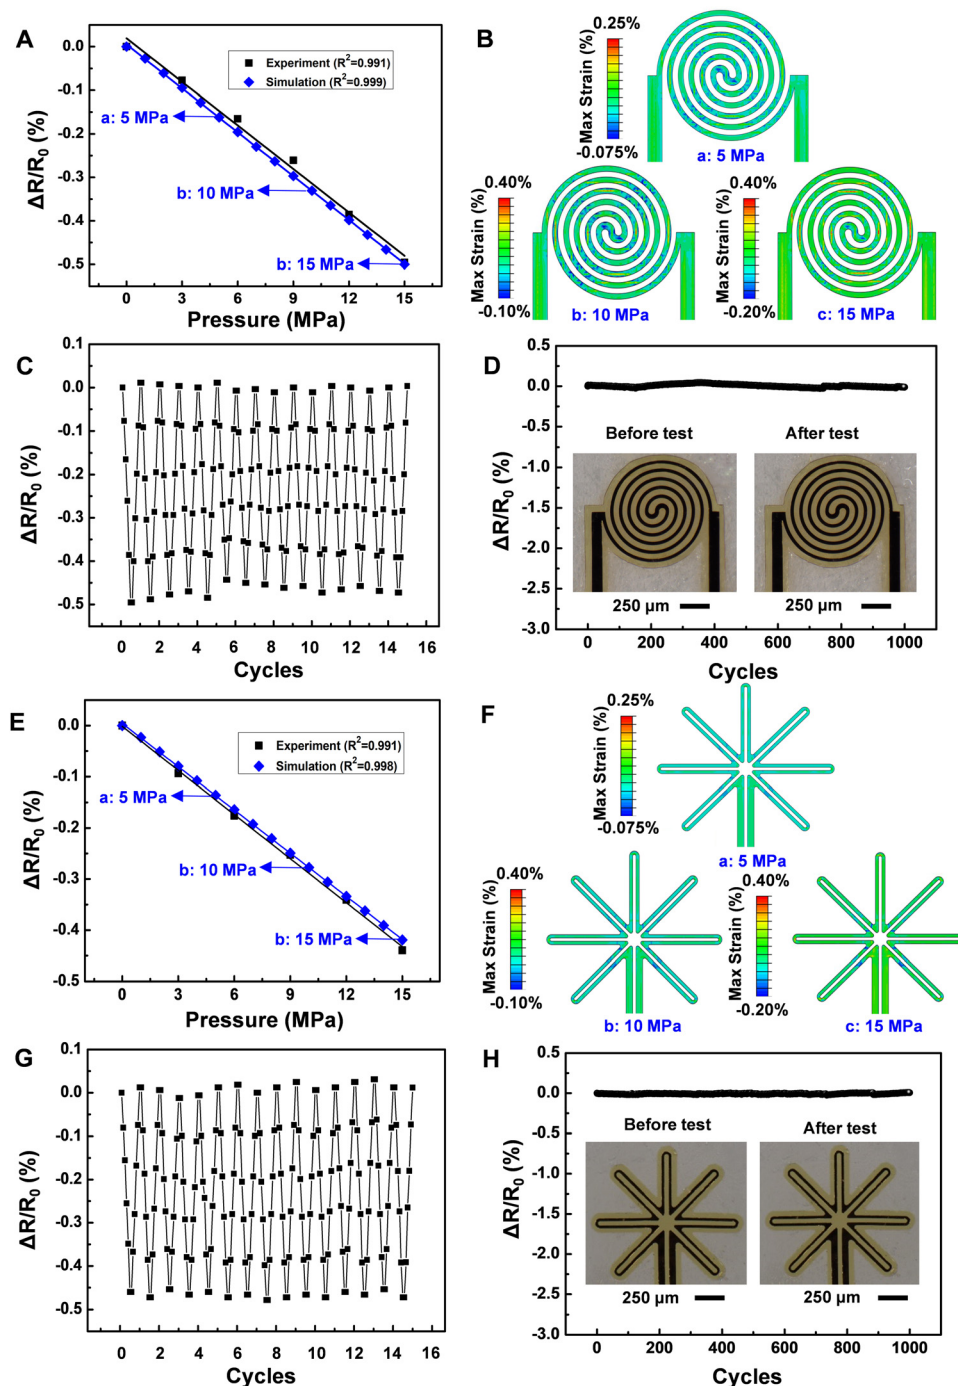 A
0.0
-0.1
-0.2
-0.3
-0.4
-0.5
ΔR/R0 (%)
Experiment (R2=0.991)
Simulation (R2=0.999)
a: 5 MPa
b: 10 MPa
b: 15 MPa
0 3 6 9 12 15
Pressure (MPa)
B
0.25%
Max Strain (%)
-0.075%
a: 5 MPa
0.40%
Max Strain (%)
-0.10%
b: 10 MPa
0.40%
Max Strain (%)
-0.20%
c: 15 MPa
C
0.1
0.0
-0.1
-0.2
-0.3
-0.4
-0.5
ΔR/R0 (%)
0 2 4 6 8 10 12 14 16
Cycles
D
0.5
0.0
-0.5
-1.0
-1.5
-2.0
-2.5
-3.0
ΔR/R0 (%)
Before test After test
250 μm 250 μm
0 200 400 600 800 1000
Cycles
E
0.0
-0.1
-0.2
-0.3
-0.4
-0.5
ΔR/R0 (%)
Experiment (R2=0.991)
Simulation (R2=0.998)
a: 5 MPa
b: 10 MPa
b: 15 MPa
0 3 6 9 12 15
Pressure (MPa)
F
0.25%
Max Strain (%)
-0.075%
a: 5 MPa
0.40%
Max Strain (%)
-0.10%
b: 10 MPa
0.40%
Max Strain (%)
-0.20%
c: 15 MPa
G
0.1
0.0
-0.1
-0.2
-0.3
-0.4
-0.5
ΔR/R0 (%)
0 2 4 6 8 10 12 14 16
Cycles
H
0.5
0.0
-0.5
-1.0
-1.5
-2.0
-2.5
-3.0
ΔR/R0 (%)
Before test After test
250 μm 250 μm
0 200 400 600 800 1000
Cycles